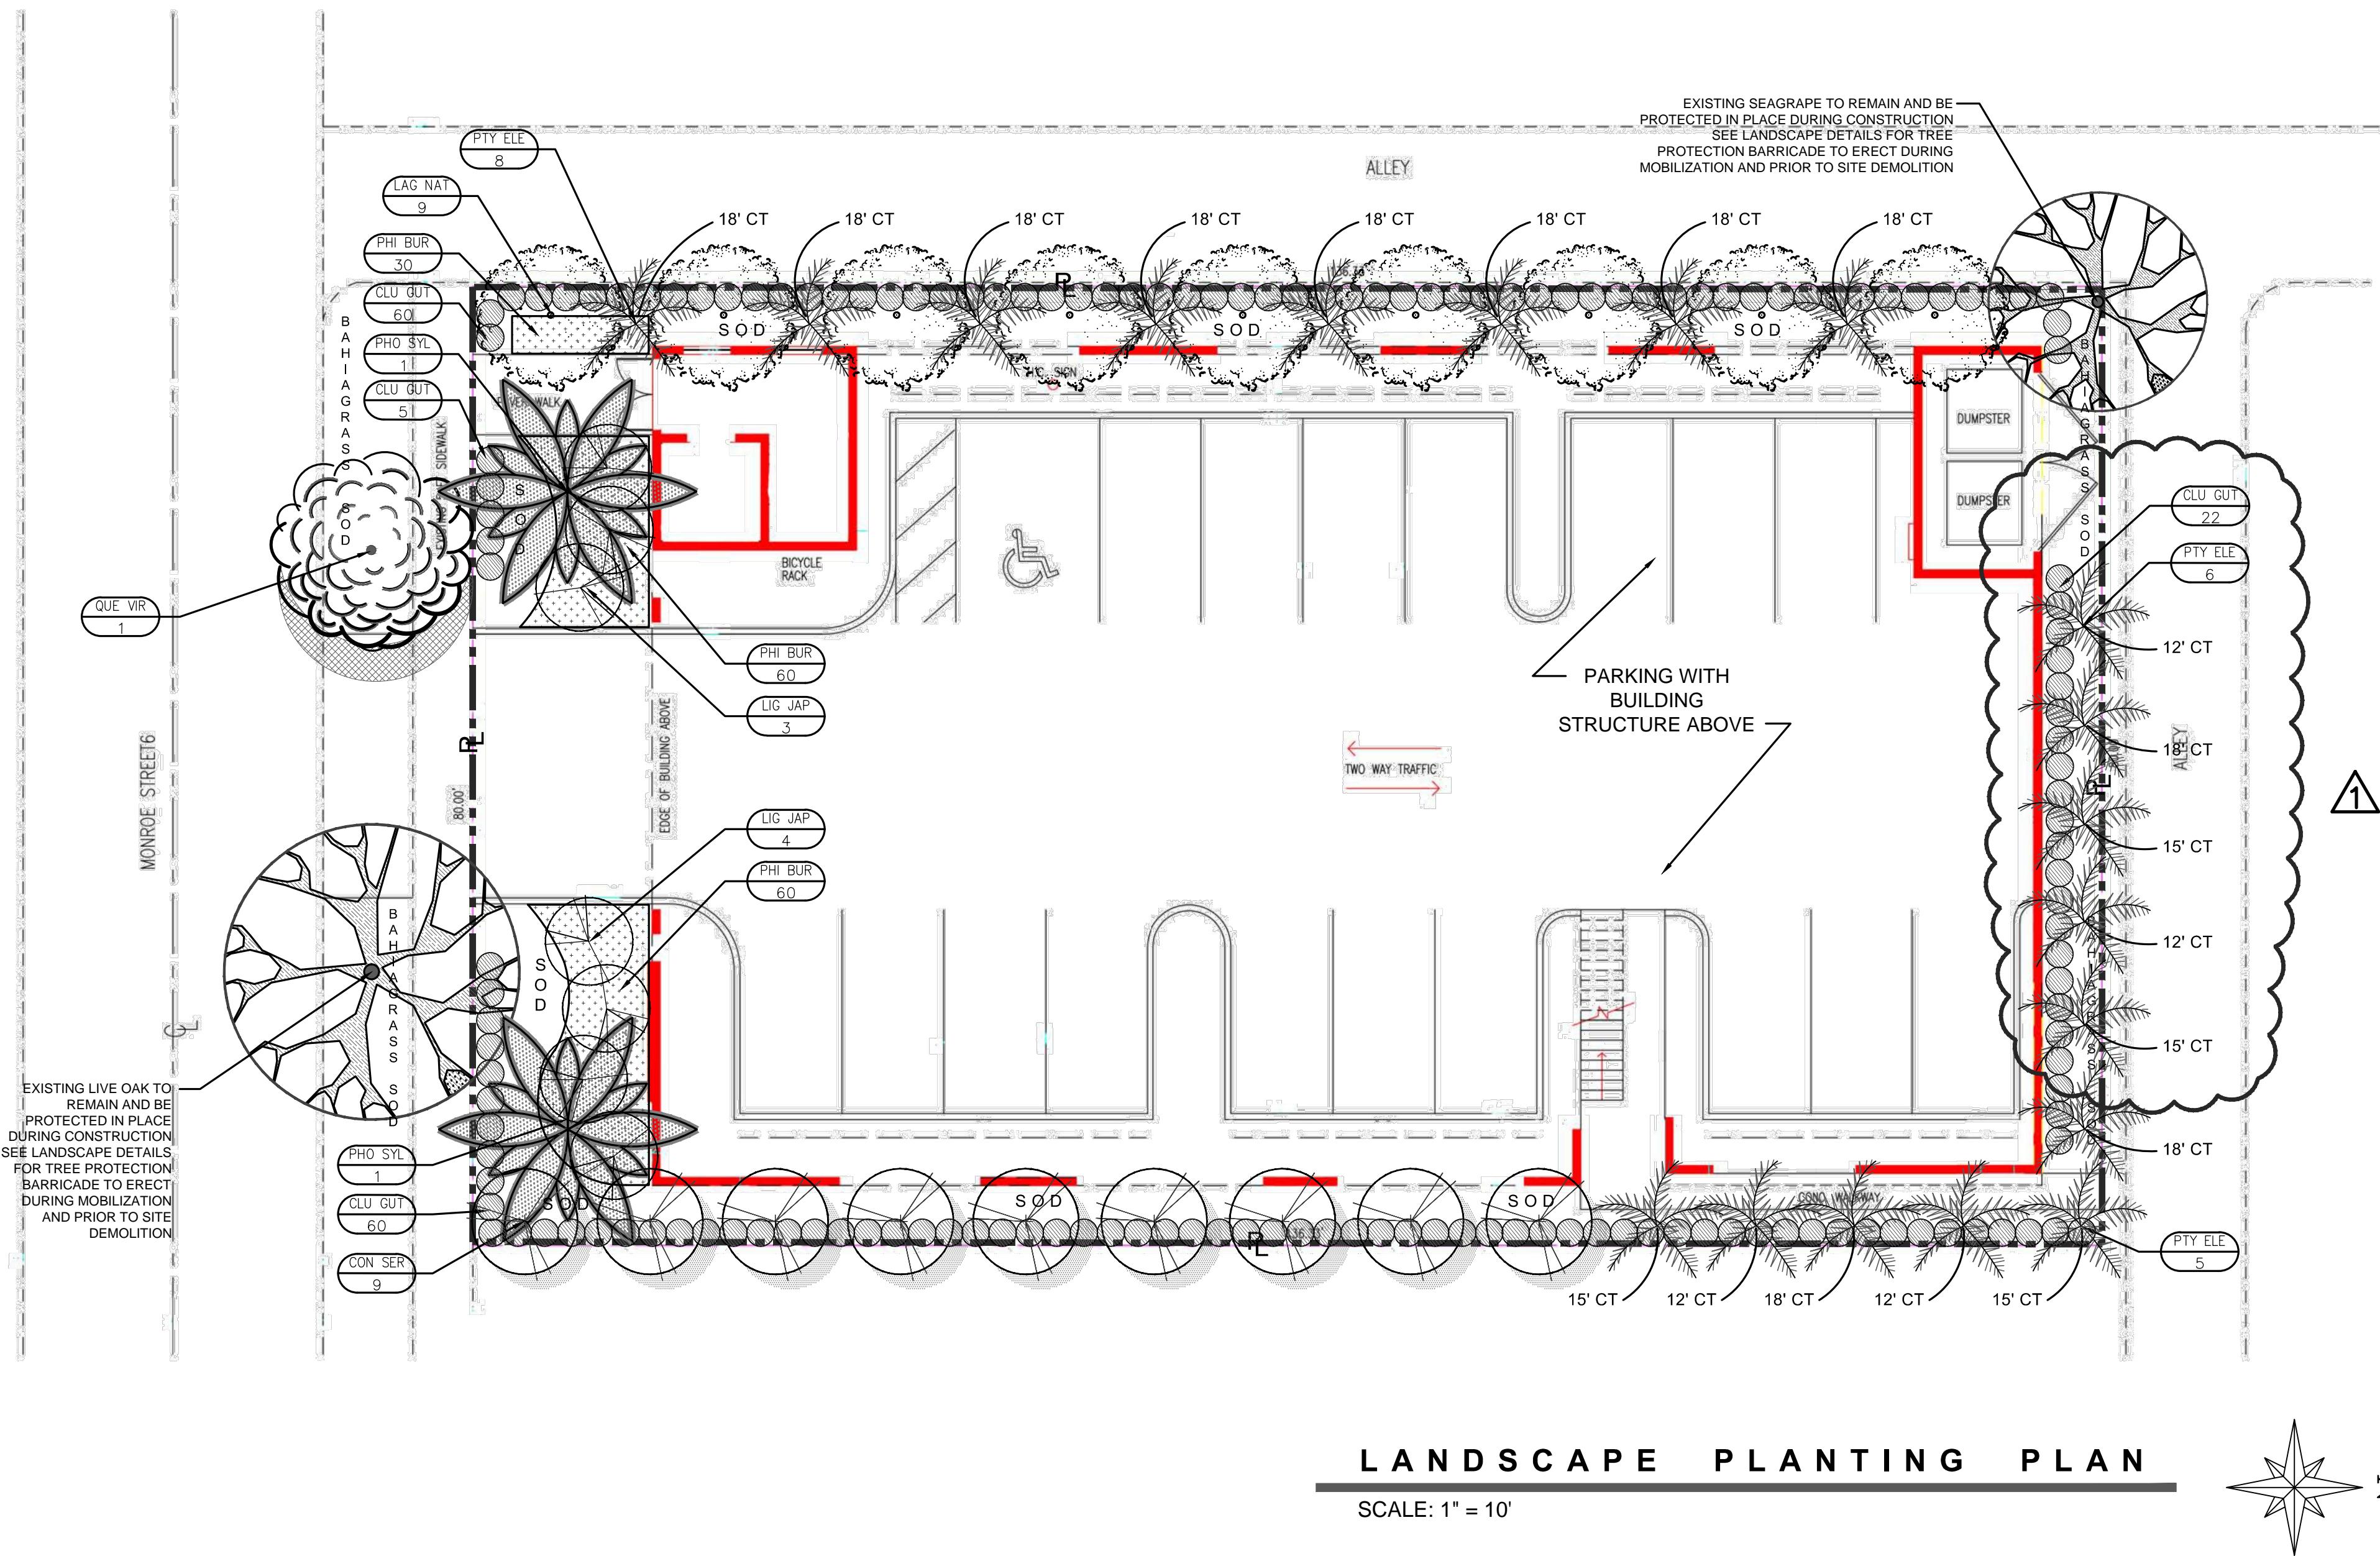 EXISTING SEAGRAPE TO REMAIN AND BE
PROTECTED IN PLACE DURING CONSTRUCTION
SEE LANDSCAPE DETAILS FOR TREE
PROTECTION BARRICADE TO ERECT DURING
MOBILIZATION AND PRIOR TO SITE DEMOLITION
ALLEY
PTY ELE
8
LAG NAT
9
PHI BUR
30
CLU GUT
60
PHO SYL
1
CLU GUT
5
18' CT
18' CT
18' CT
18' CT
18' CT
18' CT
18' CT
18' CT
PL
SOD
SOD
SOD
BAHIAGRASS SOD
SIDEWALK
SOD
BICYCLE
RACK
DUMPSTER
DUMPSTER
BAHIAGRASS SOD
CLU GUT
22
PTY ELE
6
12' CT
18' CT
15' CT
12' CT
15' CT
18' CT
ALLEY
PL
1
QUE VIR
1
PHI BUR
60
LIG JAP
3
PARKING WITH
BUILDING
STRUCTURE ABOVE
TWO WAY TRAFFIC
EDGE OF BUILDING ABOVE
MONROE STREET6
PL
80.00'
LIG JAP
4
PHI BUR
60
SOD
BAHIAGRASS SOD
BAHIAGRASS SOD
CL
EXISTING LIVE OAK TO
REMAIN AND BE
PROTECTED IN PLACE
DURING CONSTRUCTION
SEE LANDSCAPE DETAILS
FOR TREE PROTECTION
BARRICADE TO ERECT
DURING MOBILIZATION
AND PRIOR TO SITE
DEMOLITION
PHO SYL
1
CLU GUT
60
CON SER
9
SOD
SOD
SOD
CONC WALKWAY
PL
PTY ELE
5
15' CT
12' CT
18' CT
12' CT
15' CT
LANDSCAPE PLANTING PLAN
SCALE: 1" = 10'